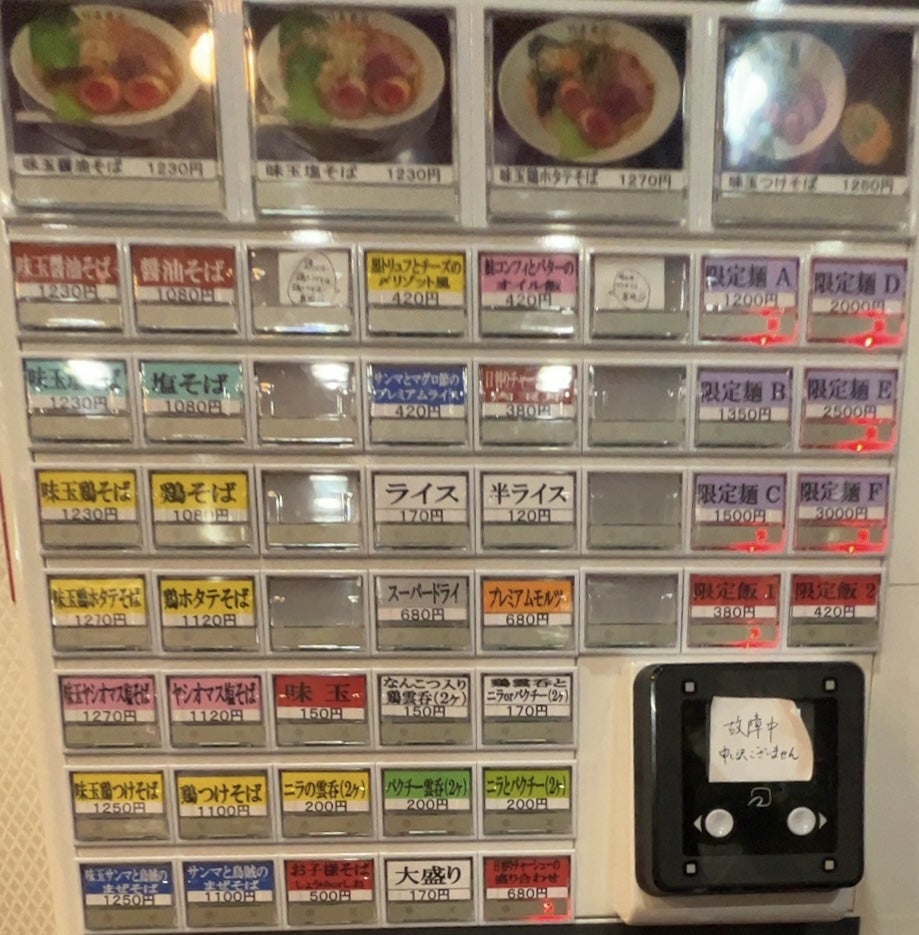 味玉醤油そば 1230円
味玉塩そば 1230円
味玉鶏ホタテそば 1270円
味玉つけそば 1250円
味玉醤油そば
1230円
醤油そば
1080円
黒トリュフとチーズの
〆リゾット風
420円
鮭コンフィとバターの
オイル飯
420円
限定麺 A
1200円
限定麺 D
2000円
味玉塩そば
1230円
塩そば
1080円
サンマとマグロ節の
プレミアムライス
420円
380円
限定麺 B
1350円
限定麺 E
2500円
味玉鶏そば
1230円
鶏そば
1080円
ライス
170円
半ライス
120円
限定麺 C
1500円
限定麺 F
3000円
味玉鶏ホタテそば
1270円
鶏ホタテそば
1120円
スーパードライ
680円
プレミアムモルツ
680円
限定飯 1
380円
限定飯 2
420円
味玉ヤシオマス塩そば
1270円
ヤシオマス塩そば
1120円
味玉
150円
なんこつ入り
鶏雲呑(2ヶ)
150円
鶏雲呑と
ニラorパクチー(2ヶ)
170円
故障中
申し訳ございません
味玉鶏つけそば
1250円
鶏つけそば
1100円
ニラの雲呑(2ヶ)
200円
パクチー雲呑(2ヶ)
200円
ニラとパクチー(2ヶ)
200円
味玉サンマと烏賊の
まぜそば
1250円
サンマと烏賊の
まぜそば
1100円
お子様そば
しょうゆorしお
500円
大盛り
170円
日替りチャーシューの
盛り合わせ
680円